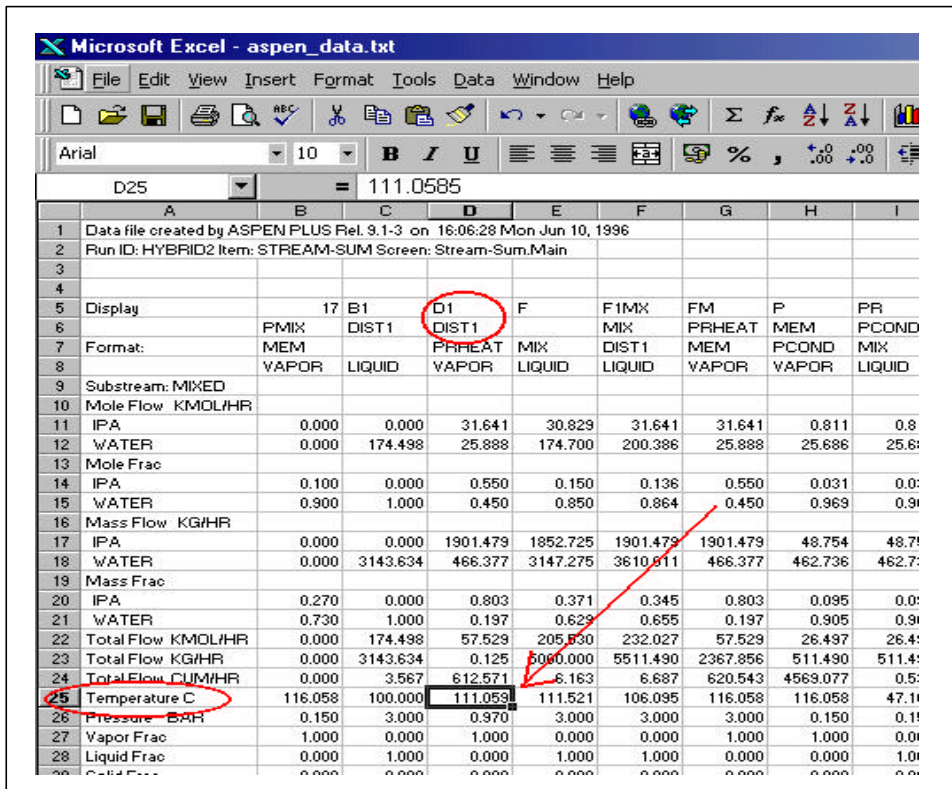 Microsoft Excel - aspen_data.txt
File Edit View Insert Format Tools Data Window Help
Arial 10 B I U
D25 = 111.0585
A B C D E F G H I
1 Data file created by ASPEN PLUS Rel. 9.1-3 on 16:06:28 Mon Jun 10, 1996
2 Run ID: HYBRID2 Item: STREAM-SUM Screen: Stream-Sum.Main
3
4
5 Display 17 B1 D1 F F1MX FM P PR
6 PMIX DIST1 DIST1 MIX PRHEAT MEM PCOND
7 Format: MEM PRHEAT MIX DIST1 MEM PCOND MIX
8 VAPOR LIQUID VAPOR LIQUID LIQUID VAPOR VAPOR LIQUID
9 Substream: MIXED
10 Mole Flow KMOL/HR
11 IPA 0.000 0.000 31.641 30.829 31.641 31.641 0.811 0.8
12 WATER 0.000 174.498 25.888 174.700 200.386 25.888 25.686
13 Mole Frac
14 IPA 0.100 0.000 0.550 0.150 0.136 0.550 0.031
15 WATER 0.900 1.000 0.450 0.850 0.864 0.450 0.969
16 Mass Flow KG/HR
17 IPA 0.000 0.000 1901.479 1852.725 1901.479 1901.479 48.754
18 WATER 0.000 3143.634 466.377 3147.275 466.377 462.736
19 Mass Frac
20 IPA 0.270 0.000 0.803 0.371 0.345 0.803 0.095
21 WATER 0.730 1.000 0.197 0.629 0.655 0.197 0.905
22 Total Flow KMOL/HR 0.000 174.498 57.529 232.027 57.529 26.497
23 Total Flow KG/HR 0.000 3143.634 0.125 5000.000 5511.490 2367.856 511.490
24 Total Flow CUM/HR 0.000 3.567 612.571 6.163 6.687 620.543 4569.077
25 Temperature C 116.058 100.000 111.059 111.521 106.095 116.058 116.058
26 Pressure BAR 0.150 3.000 0.970 3.000 3.000 3.000 0.150
27 Vapor Frac 1.000 0.000 1.000 0.000 0.000 1.000 1.000
28 Liquid Frac 0.000 1.000 0.000 1.000 1.000 0.000 0.000